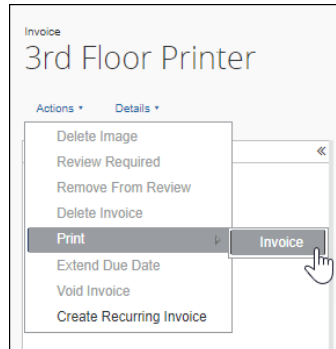 Invoice
3rd Floor Printer
Actions Details
Delete Image
Review Required
Remove From Review
Delete Invoice
Print Invoice
Extend Due Date
Void Invoice
Create Recurring Invoice